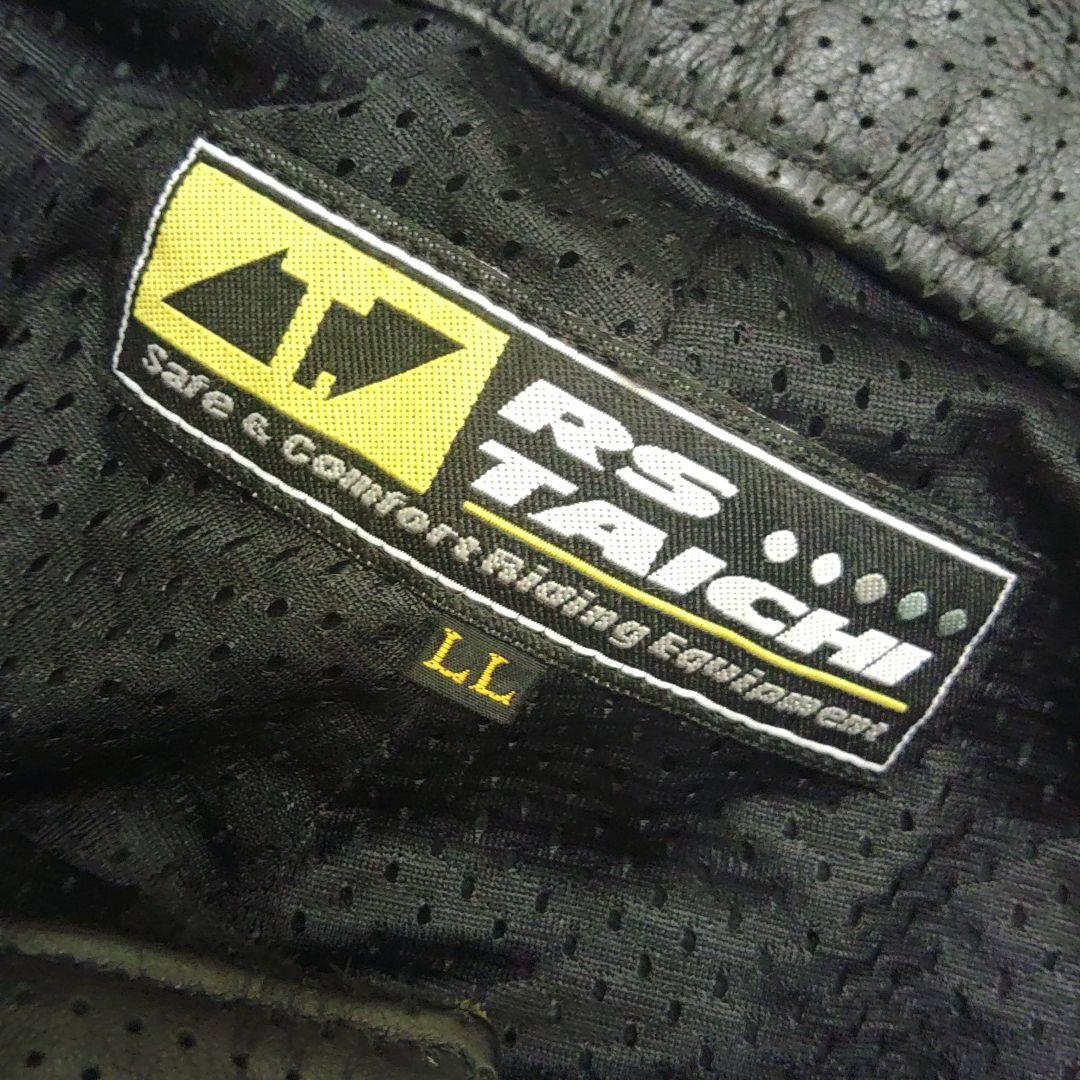 RS
TAICHI
Safe & Comfort Riding Equipment
LL